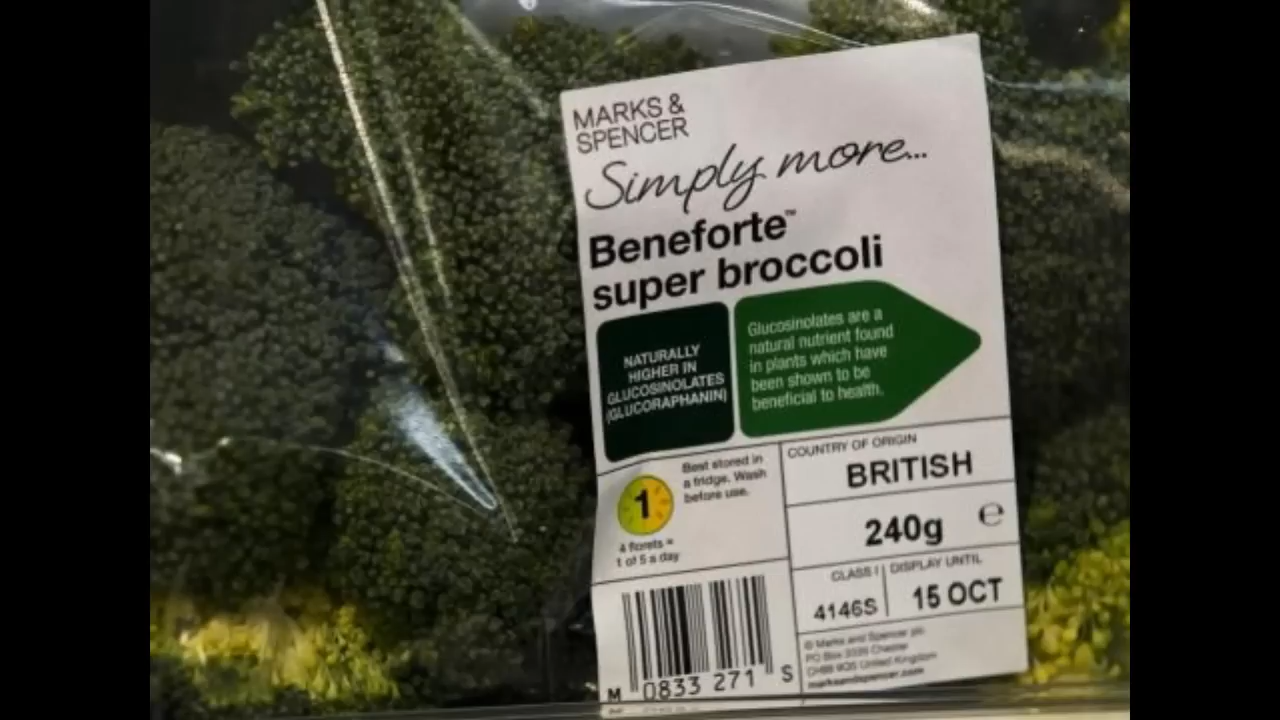 MARKS &
SPENCER
Simply more...
Beneforte™
super broccoli
NATURALLY
HIGHER IN
GLUCOSINOLATES
(GLUCORAPHANIN)
Glucosinolates are a
natural nutrient found
in plants which have
been shown to be
beneficial to health.
1
Best stored in
a fridge. Wash
before use.
4 florets =
1 of 5 a day
COUNTRY OF ORIGIN
BRITISH
240g ℮
CLASS I
DISPLAY UNTIL
4146S
15 OCT
© Marks and Spencer plc
PO Box 3339 Chester
CH99 9QS United Kingdom
marksandspencer.com
M 0833 271 S